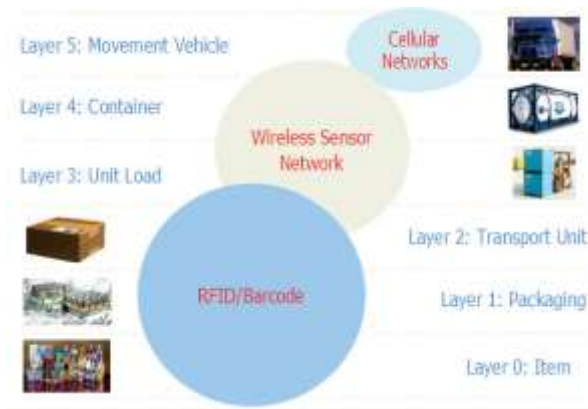 Layer 5: Movement Vehicle
Cellular
Networks
Layer 4: Container
Wireless Sensor
Network
Layer 3: Unit Load
Layer 2: Transport Unit
RFID/Barcode
Layer 1: Packaging
Layer 0: Item